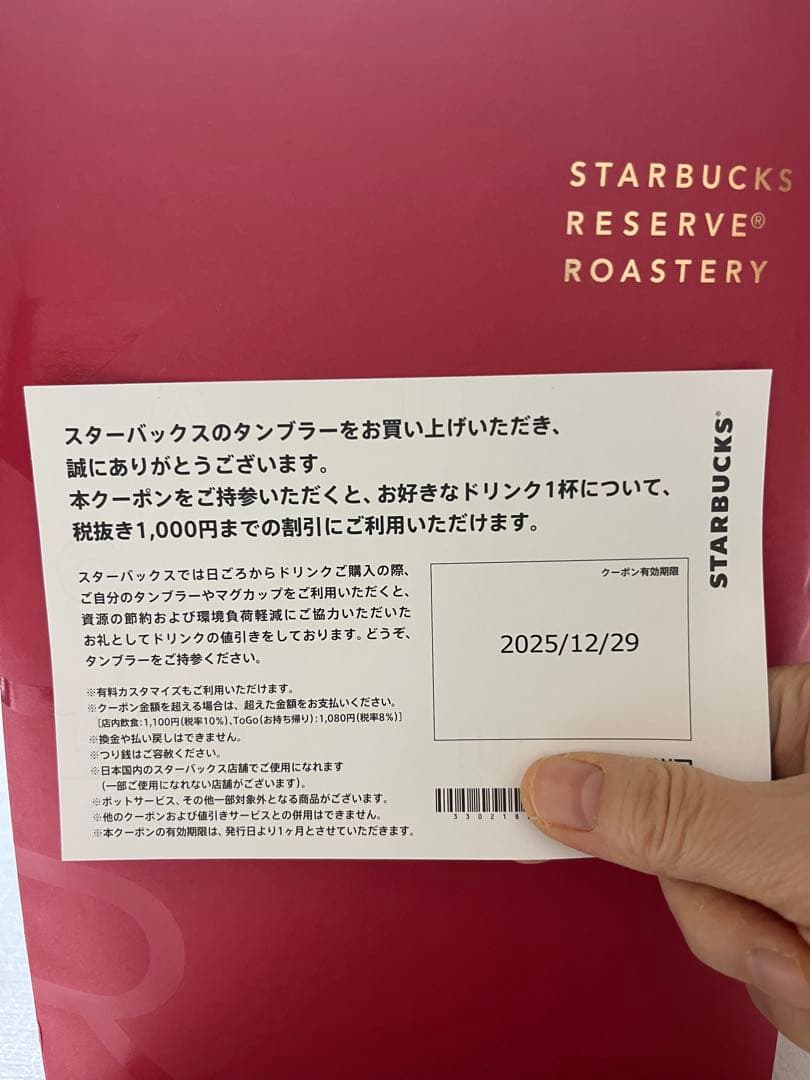 STARBUCKS
RESERVE®
ROASTERY
スターバックスのタンブラーをお買い上げいただき、
誠にありがとうございます。
本クーポンをご持参いただくと、お好きなドリンク1杯について、
税抜き1,000円までの割引にご利用いただけます。
STARBUCKS®
スターバックスでは日ごろからドリンクご購入の際、
ご自分のタンブラーやマグカップをご利用いただくと、
資源の節約および環境負荷軽減にご協力いただいた
お礼としてドリンクの値引きをしております。どうぞ、
タンブラーをご持参ください。
クーポン有効期限
2025/12/29
※有料カスタマイズもご利用いただけます。
※クーポン金額を超える場合は、超えた金額をお支払いください。
［店内飲食:1,100円(税率10%)、ToGo(お持ち帰り):1,080円(税率8%)］
※換金や払い戻しはできません。
※つり銭はご容赦ください。
※日本国内のスターバックス店舗でご使用になれます
（一部ご使用になれない店舗がございます）。
※ポットサービス、その他一部対象外となる商品がございます。
※他のクーポンおよび値引きサービスとの併用はできません。
※本クーポンの有効期限は、発行日より1ヶ月とさせていただきます。
330218